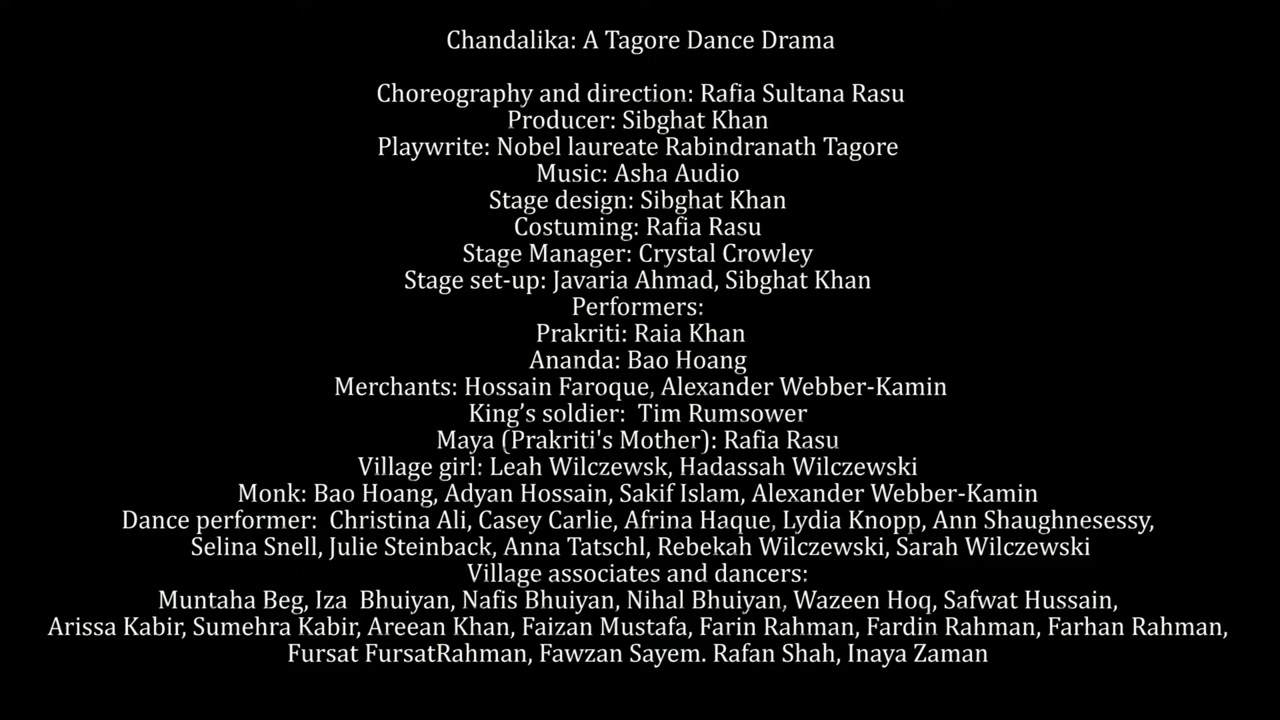 Chandalika: A Tagore Dance Drama
Choreography and direction: Rafia Sultana Rasu
Producer: Sibghat Khan
Playwrite: Nobel laureate Rabindranath Tagore
Music: Asha Audio
Stage design: Sibghat Khan
Costuming: Rafia Rasu
Stage Manager: Crystal Crowley
Stage set-up: Javaria Ahmad, Sibghat Khan
Performers:
Prakriti: Raia Khan
Ananda: Bao Hoang
Merchants: Hossain Faroque, Alexander Webber-Kamin
King’s soldier:  Tim Rumsower
Maya (Prakriti's Mother): Rafia Rasu
Village girl: Leah Wilczewsk, Hadassah Wilczewski
Monk: Bao Hoang, Adyan Hossain, Sakif Islam, Alexander Webber-Kamin
Dance performer:  Christina Ali, Casey Carlie, Afrina Haque, Lydia Knopp, Ann Shaughnesessy,
Selina Snell, Julie Steinback, Anna Tatschl, Rebekah Wilczewski, Sarah Wilczewski
Village associates and dancers:
Muntaha Beg, Iza  Bhuiyan, Nafis Bhuiyan, Nihal Bhuiyan, Wazeen Hoq, Safwat Hussain,
Arissa Kabir, Sumehra Kabir, Areean Khan, Faizan Mustafa, Farin Rahman, Fardin Rahman, Farhan Rahman,
Fursat FursatRahman, Fawzan Sayem. Rafan Shah, Inaya Zaman